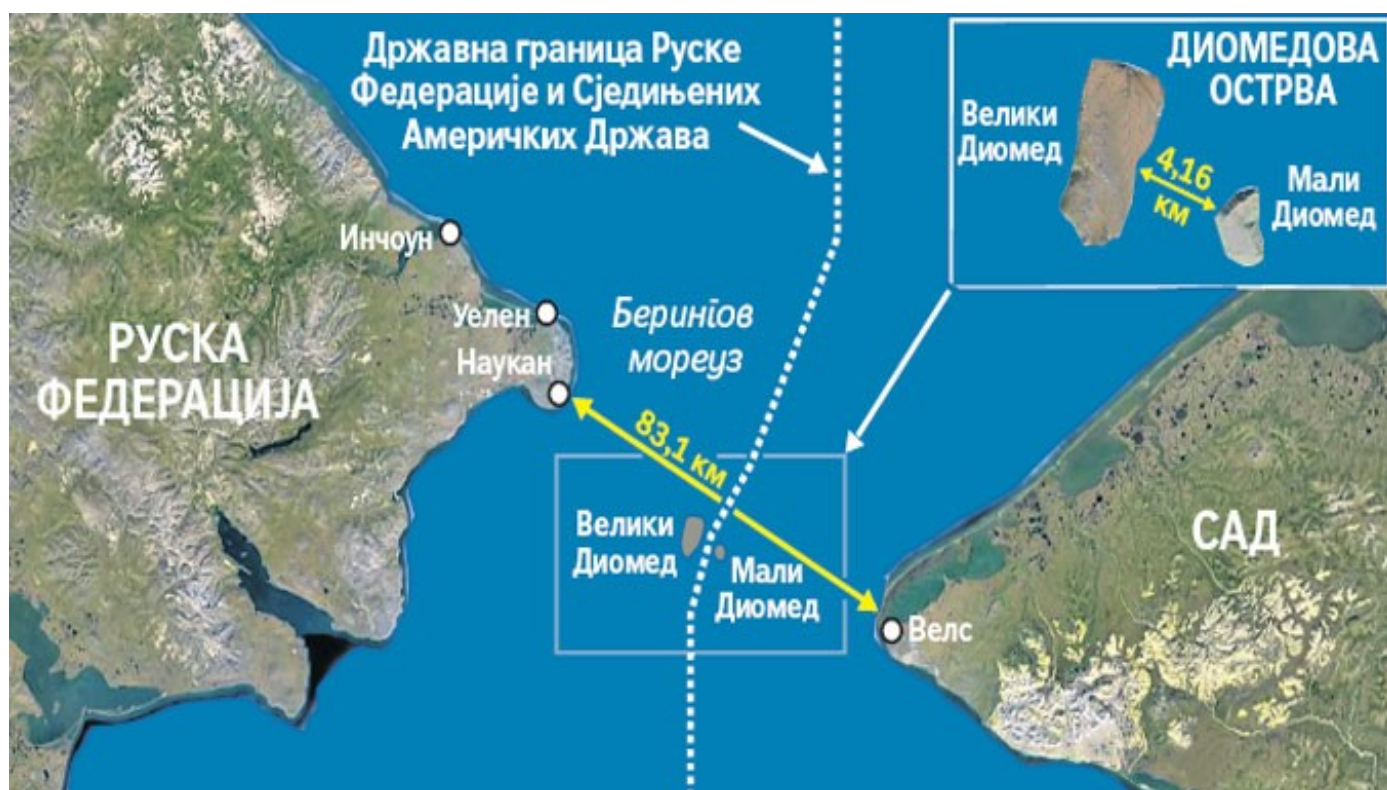 Државна граница Руске
Федерације и Сједињених
Америчких Држава
ДИОМЕДОВА
ОСТРВА
Велики
Диомед
4,16
км
Мали
Диомед
Инчоун
Уелен
Наукан
Берингов
мореуз
РУСКА
ФЕДЕРАЦИЈА
83,1 км
Велики
Диомед
Мали
Диомед
САД
Велс